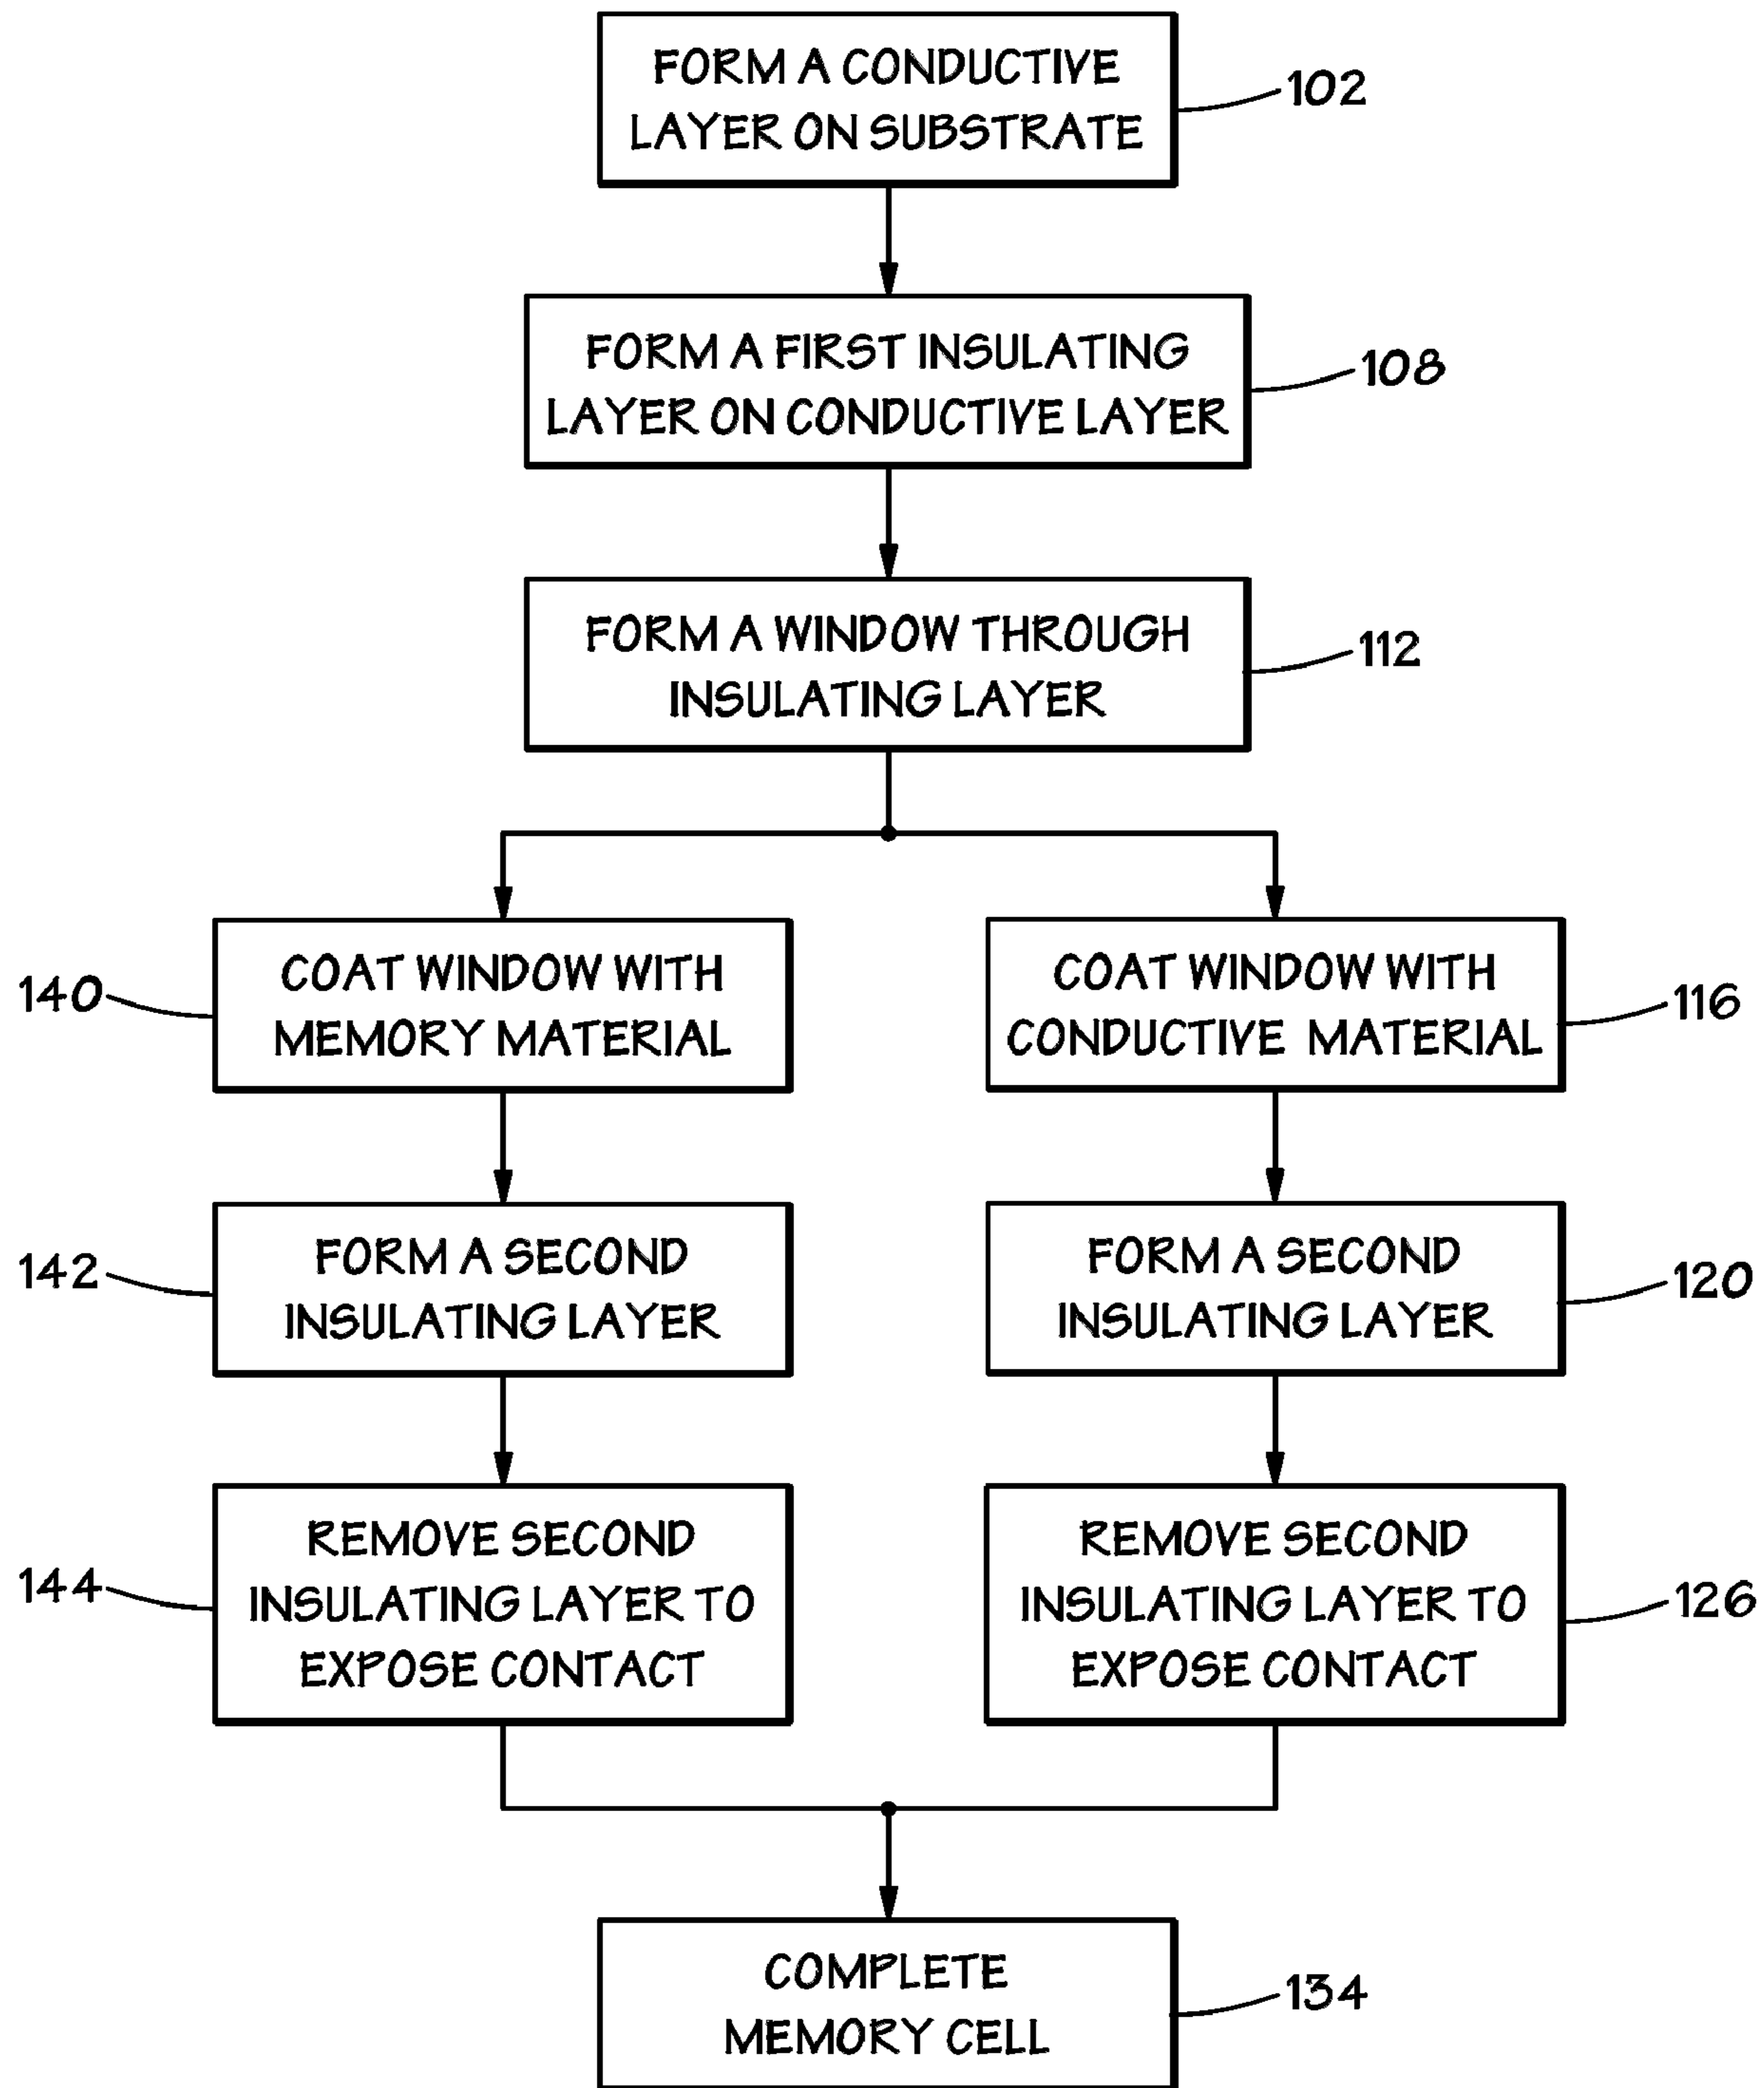 FORM A CONDUCTIVE
LAYER ON SUBSTRATE
102
FORM A FIRST INSULATING
LAYER ON CONDUCTIVE LAYER
108
FORM A WINDOW THROUGH
INSULATING LAYER
112
140
COAT WINDOW WITH
MEMORY MATERIAL
COAT WINDOW WITH
CONDUCTIVE MATERIAL
116
142
FORM A SECOND
INSULATING LAYER
FORM A SECOND
INSULATING LAYER
120
144
REMOVE SECOND
INSULATING LAYER TO
EXPOSE CONTACT
REMOVE SECOND
INSULATING LAYER TO
EXPOSE CONTACT
126
COMPLETE
MEMORY CELL
134